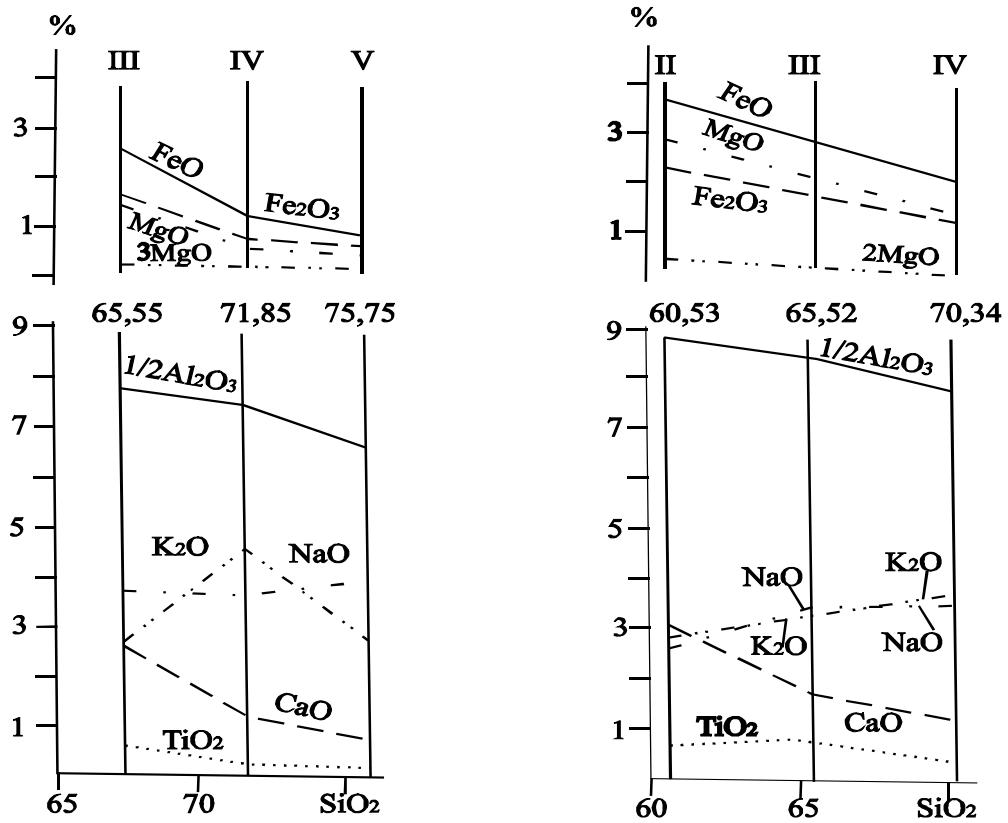 %
III IV V
3
FeO
Fe₂O₃
1
MgO
3MgO
65,55 71,85 75,75
9
1/2Al₂O₃
7
5
K₂O NaO
3
CaO
1
TiO₂
65 70 SiO₂
%
II III IV
FeO
3
MgO
Fe₂O₃
1
2MgO
60,53 65,52 70,34
9
1/2Al₂O₃
7
5
K₂O
NaO
3
K₂O
NaO
1
TiO₂ CaO
60 65 SiO₂